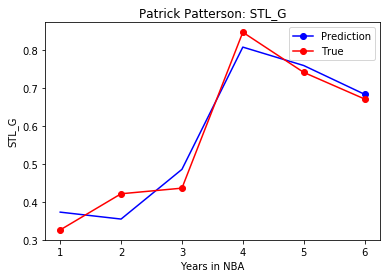 Patrick Patterson: STL_G
Prediction
True
0.8
0.7
0.6
0.5
0.4
0.3
STL_G
1 2 3 4 5 6
Years in NBA